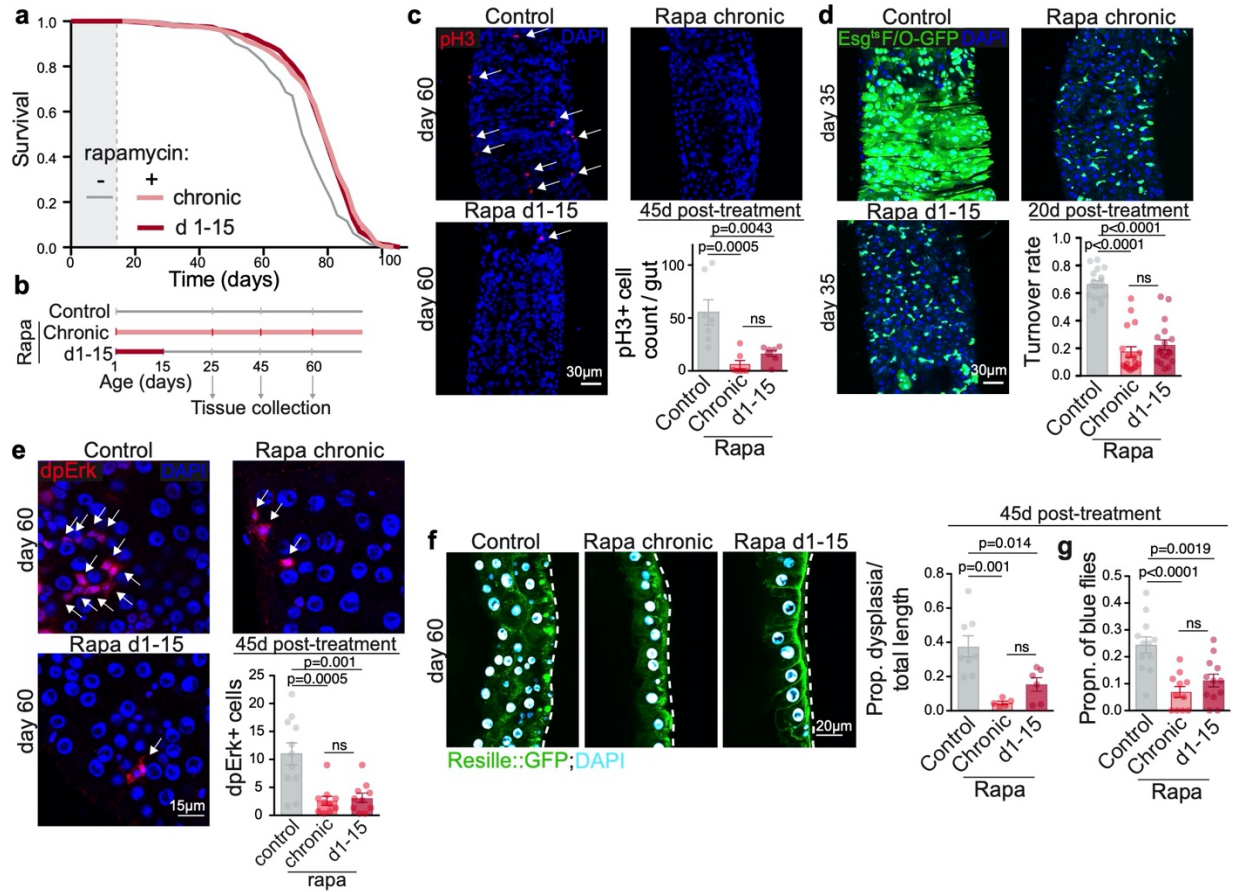 a
Survival
1.0
0.8
0.6
0.4
0.2
0.0
rapamycin:
- +
chronic
d 1-15
0 20 40 60 80 100
Time (days)
b
Rapa
Control
Chronic
d1-15
1 15 25 45 60
Age (days)
Tissue collection
c
Control
Rapa chronic
pH3 DAPI
day 60
Rapa d1-15
day 60
30µm
45d post-treatment
p=0.0043
p=0.0005
ns
pH3+ cell
count / gut
100
50
0
Control
Chronic
d1-15
Rapa
d
Control
Rapa chronic
Esgts F/O-GFP DAPI
day 35
Rapa d1-15
day 35
30µm
20d post-treatment
p<0.0001
p<0.0001
ns
Turnover rate
1.0
0.8
0.6
0.4
0.2
0.0
Control
Chronic
d1-15
Rapa
e
Control
Rapa chronic
dpErk DAPI
day 60
Rapa d1-15
day 60
15µm
45d post-treatment
p=0.001
p=0.0005
ns
dpErk+ cells
25
20
15
10
5
0
control
chronic
d1-15
rapa
f
Control
Rapa chronic
Rapa d1-15
day 60
20µm
Resille::GFP;DAPI
45d post-treatment
p=0.014
p=0.001
ns
Prop. dysplasia/
total length
1.0
0.8
0.6
0.4
0.2
0.0
Control
Chronic
d1-15
Rapa
g
p=0.0019
p<0.0001
ns
Propn. of blue flies
0.6
0.4
0.2
0.0
Control
Chronic
d1-15
Rapa